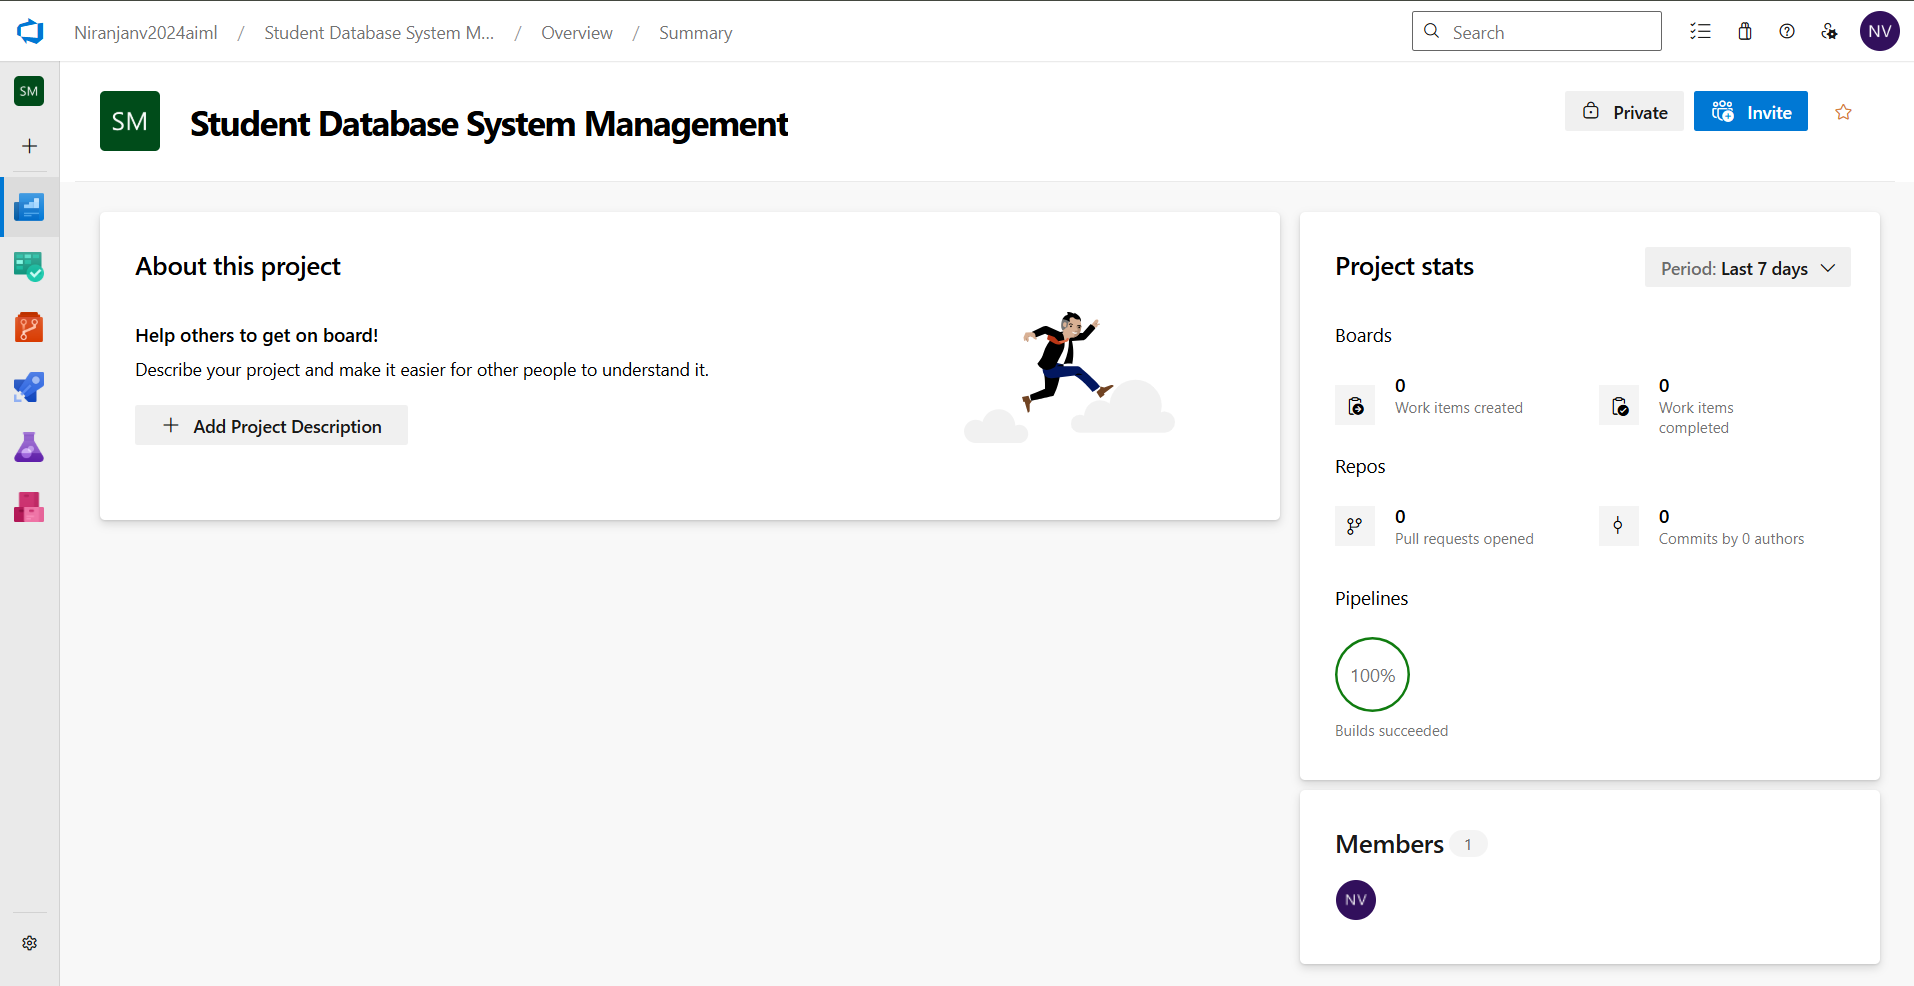 Niranjanv2024aiml / Student Database System M... / Overview / Summary
Search
NV
SM
SM
Student Database System Management
Private
Invite
About this project
Help others to get on board!
Describe your project and make it easier for other people to understand it.
Add Project Description
Project stats
Period: Last 7 days
Boards
0
Work items created
0
Work items
completed
Repos
0
Pull requests opened
0
Commits by 0 authors
Pipelines
100%
Builds succeeded
Members 1
NV